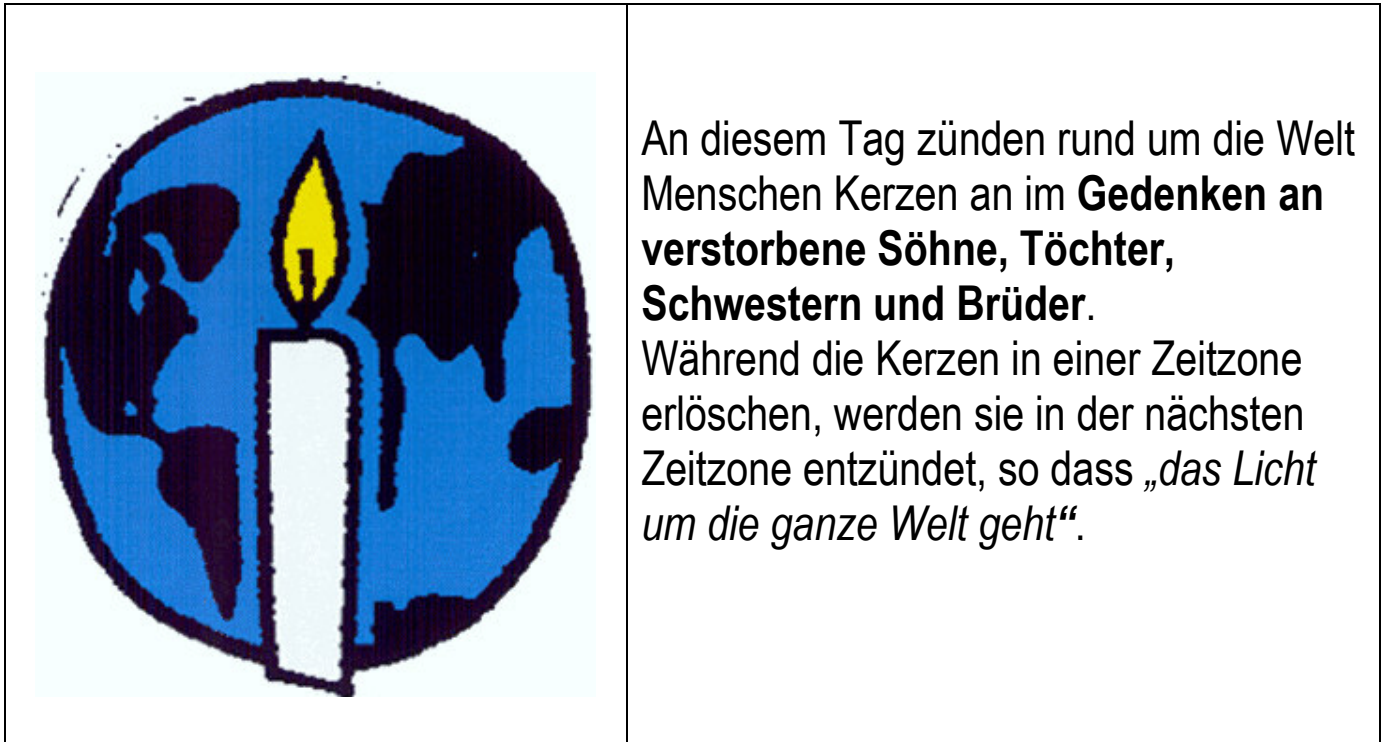 An diesem Tag zünden rund um die Welt
Menschen Kerzen an im Gedenken an
verstorbene Söhne, Töchter,
Schwestern und Brüder.
Während die Kerzen in einer Zeitzone
erlöschen, werden sie in der nächsten
Zeitzone entzündet, so dass „das Licht
um die ganze Welt geht“.